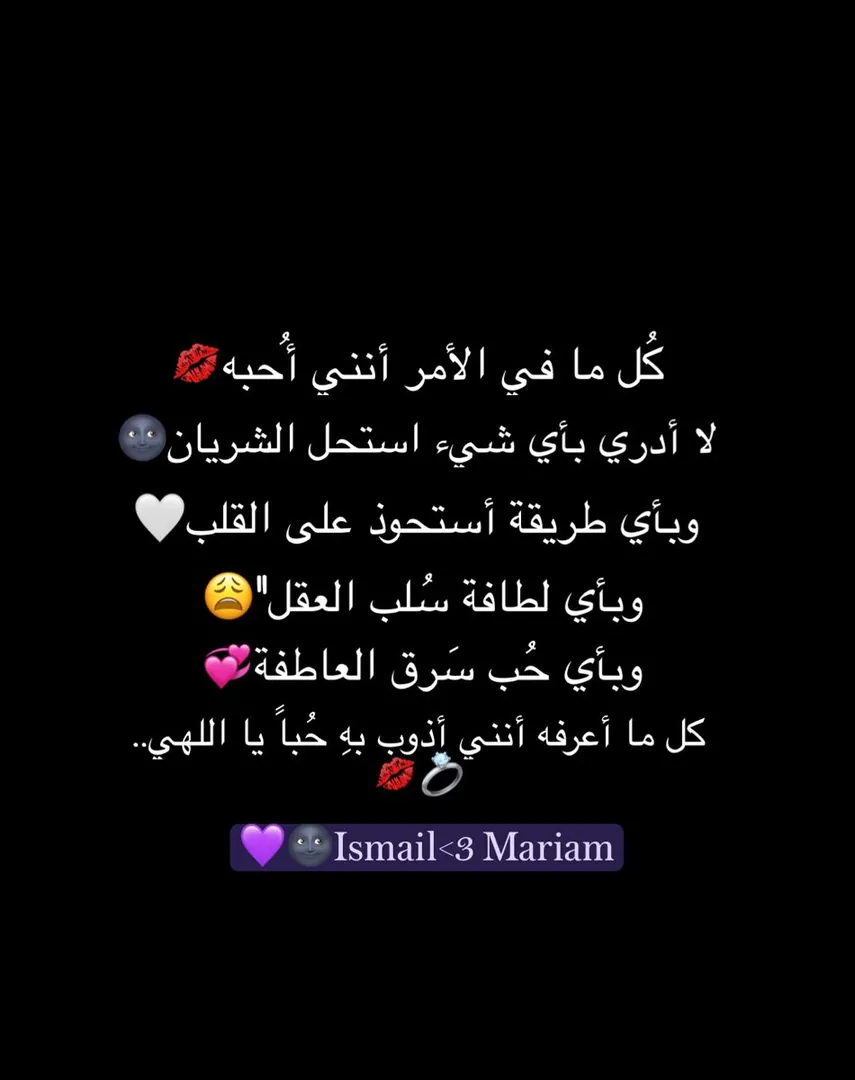 كُل ما في الأمر أنني أُحبه💋
لا أدري بأي شيء استحل الشريان🌚
وبأي طريقة أستحوذ على القلب🤍
وبأي لطافة سُلب العقل"😩
وبأي حُب سَرق العاطفة💞
كل ما أعرفه أنني أذوب بهِ حُباً يا اللهي..
💍💋
💜🌚Ismail<3 Mariam